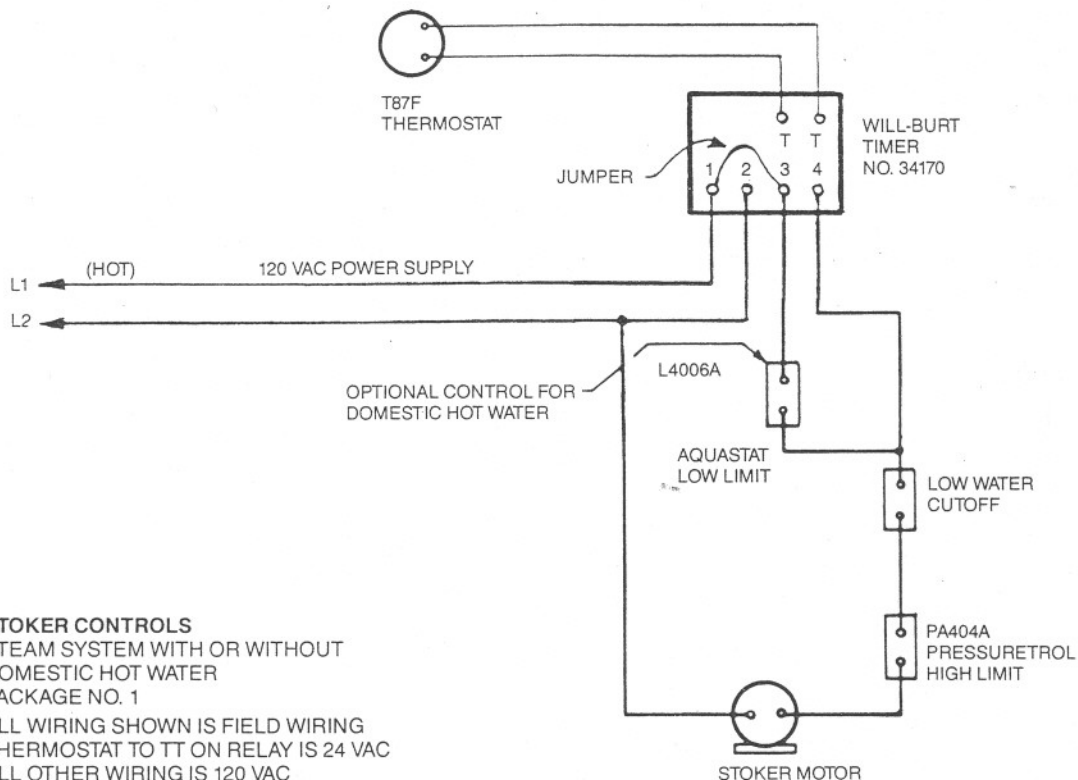 T87F
THERMOSTAT
WILL-BURT
TIMER
NO. 34170
T T
JUMPER
1 2 3 4
(HOT) 120 VAC POWER SUPPLY
L1
L2
OPTIONAL CONTROL FOR
DOMESTIC HOT WATER
L4006A
AQUASTAT
LOW LIMIT
LOW WATER
CUTOFF
PA404A
PRESSURETROL
HIGH LIMIT
STOKER MOTOR
TOKER CONTROLS
TEAM SYSTEM WITH OR WITHOUT
OMESTIC HOT WATER
ACKAGE NO. 1
LL WIRING SHOWN IS FIELD WIRING
HERMOSTAT TO TT ON RELAY IS 24 VAC
LL OTHER WIRING IS 120 VAC